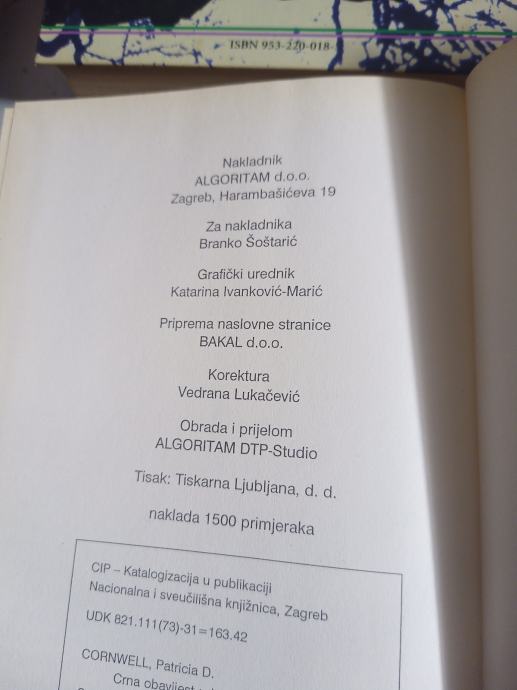 ISBN 953-220-018-
Nakladnik
ALGORITAM d.o.o.
Zagreb, Harambašićeva 19
Za nakladnika
Branko Šoštarić
Grafički urednik
Katarina Ivanković-Marić
Priprema naslovne stranice
BAKAL d.o.o.
Korektura
Vedrana Lukačević
Obrada i prijelom
ALGORITAM DTP-Studio
Tisak: Tiskarna Ljubljana, d. d.
naklada 1500 primjeraka
CIP – Katalogizacija u publikaciji
Nacionalna i sveučilišna knjižnica, Zagreb
UDK 821.111(73)-31=163.42
CORNWELL, Patricia D.
Crna obavijest